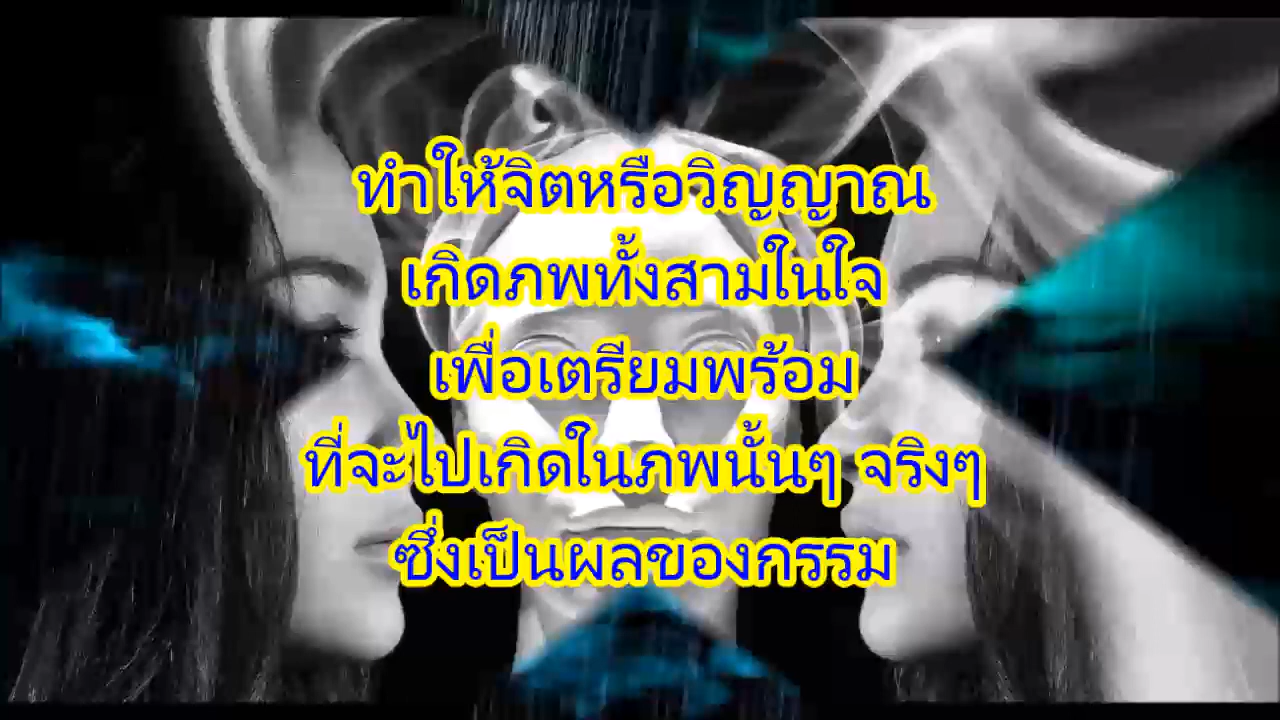 ทำให้จิตหรือวิญญาณ
เกิดภพทั้งสามในใจ
เพื่อเตรียมพร้อม
ที่จะไปเกิดในภพนั้นๆ จริงๆ
ซึ่งเป็นผลของกรรม